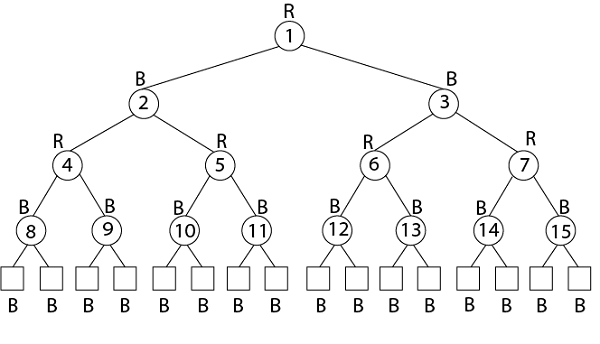 R
1
B B
2 3
R R R R
4 5 6 7
B B B B B B B B
8 9 10 11 12 13 14 15
B B B B B B B B B B B B B B B B